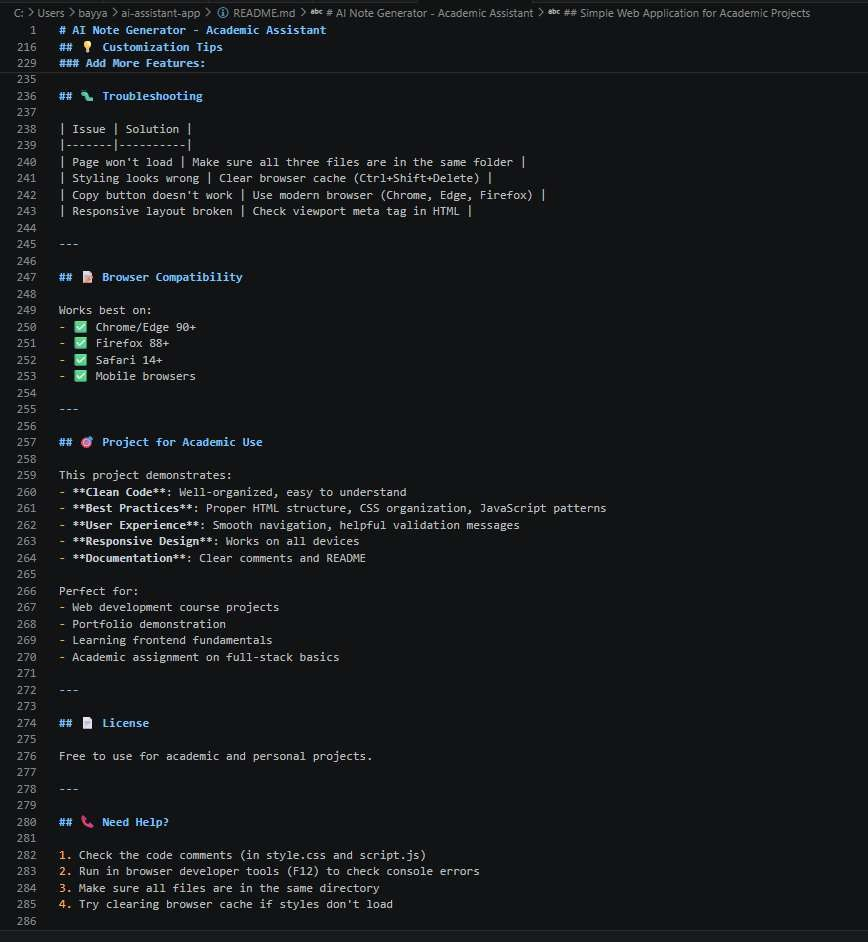 C: > Users > bayya > ai-assistant-app > README.md > # AI Note Generator - Academic Assistant > ## Simple Web Application for Academic Projects
1 # AI Note Generator - Academic Assistant
216 ## 💡 Customization Tips
229 ### Add More Features:
235
236 ## 🐛 Troubleshooting
237
238 | Issue | Solution |
239 |-------|----------|
240 | Page won't load | Make sure all three files are in the same folder |
241 | Styling looks wrong | Clear browser cache (Ctrl+Shift+Delete) |
242 | Copy button doesn't work | Use modern browser (Chrome, Edge, Firefox) |
243 | Responsive layout broken | Check viewport meta tag in HTML |
244
245 ---
246
247 ## 📝 Browser Compatibility
248
249 Works best on:
250 - ✅ Chrome/Edge 90+
251 - ✅ Firefox 88+
252 - ✅ Safari 14+
253 - ✅ Mobile browsers
254
255 ---
256
257 ## 🎯 Project for Academic Use
258
259 This project demonstrates:
260 - **Clean Code**: Well-organized, easy to understand
261 - **Best Practices**: Proper HTML structure, CSS organization, JavaScript patterns
262 - **User Experience**: Smooth navigation, helpful validation messages
263 - **Responsive Design**: Works on all devices
264 - **Documentation**: Clear comments and README
265
266 Perfect for:
267 - Web development course projects
268 - Portfolio demonstration
269 - Learning frontend fundamentals
270 - Academic assignment on full-stack basics
271
272 ---
273
274 ## 📄 License
275
276 Free to use for academic and personal projects.
277
278 ---
279
280 ## 📞 Need Help?
281
282 1. Check the code comments (in style.css and script.js)
283 2. Run in browser developer tools (F12) to check console errors
284 3. Make sure all files are in the same directory
285 4. Try clearing browser cache if styles don't load
286